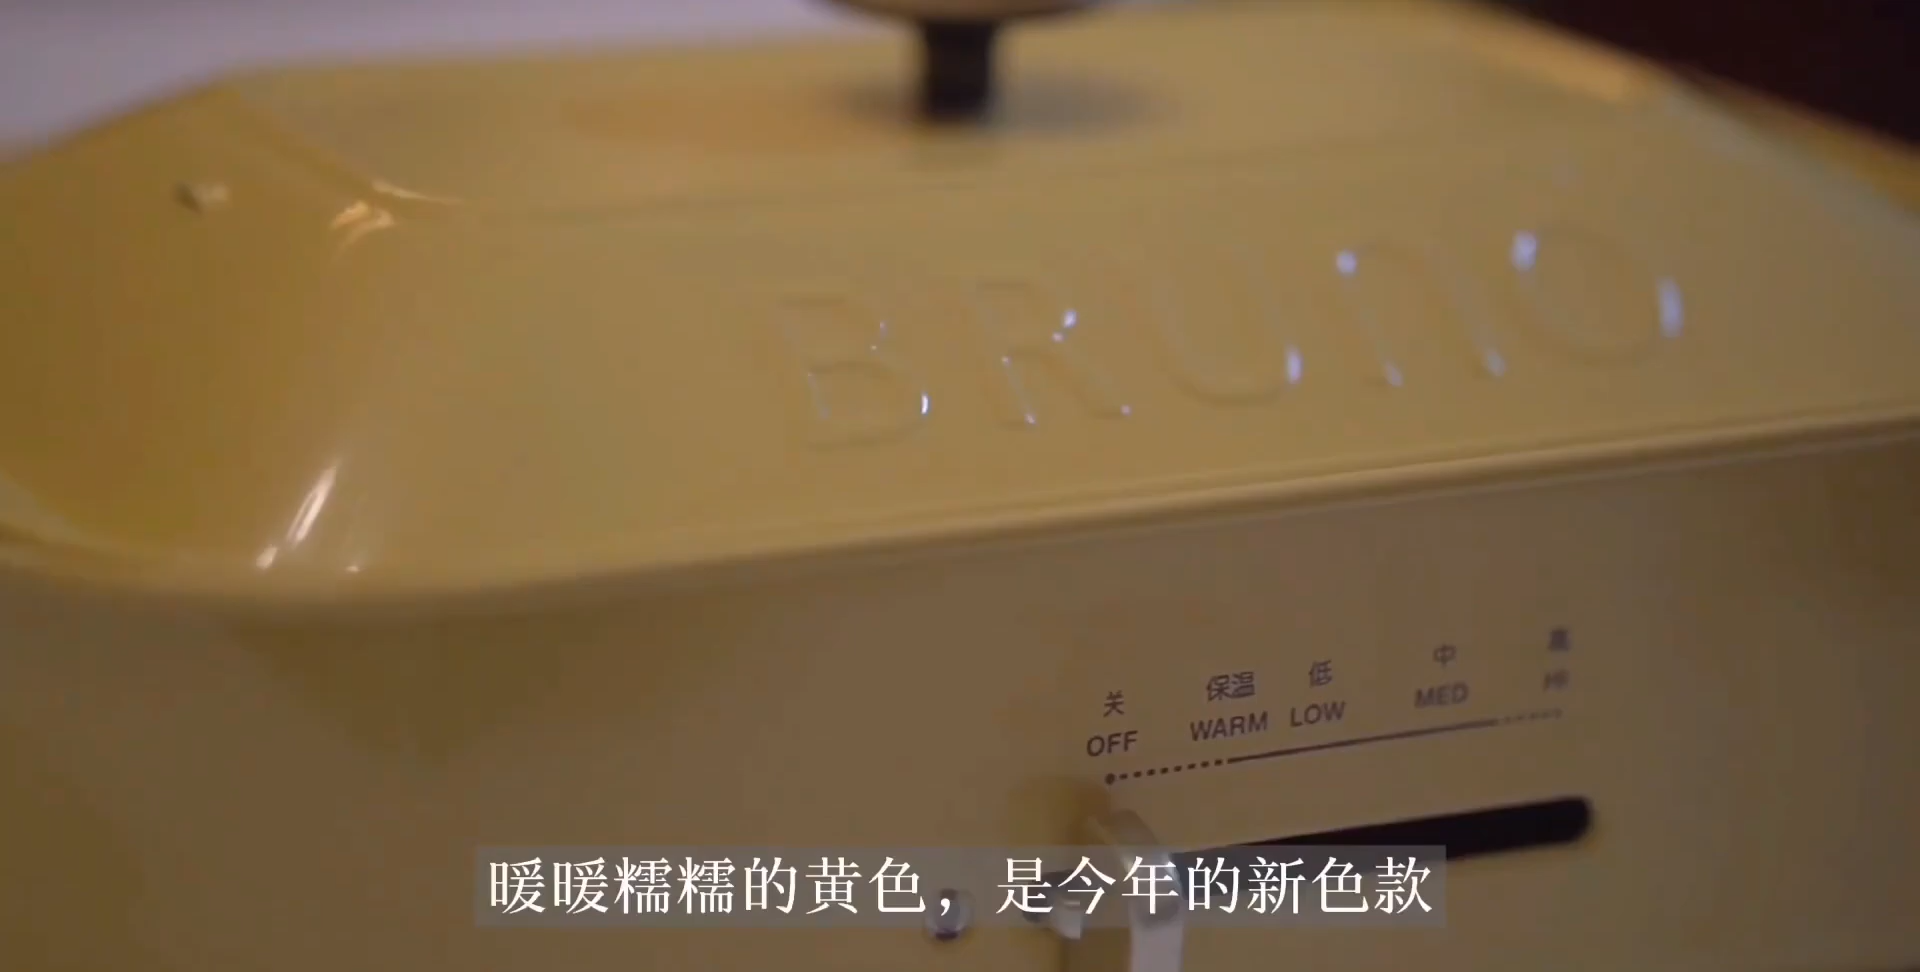 BRUNO
关 保温 低 中 高
OFF WARM LOW MED HI
暖暖糯糯的黄色，是今年的新色款